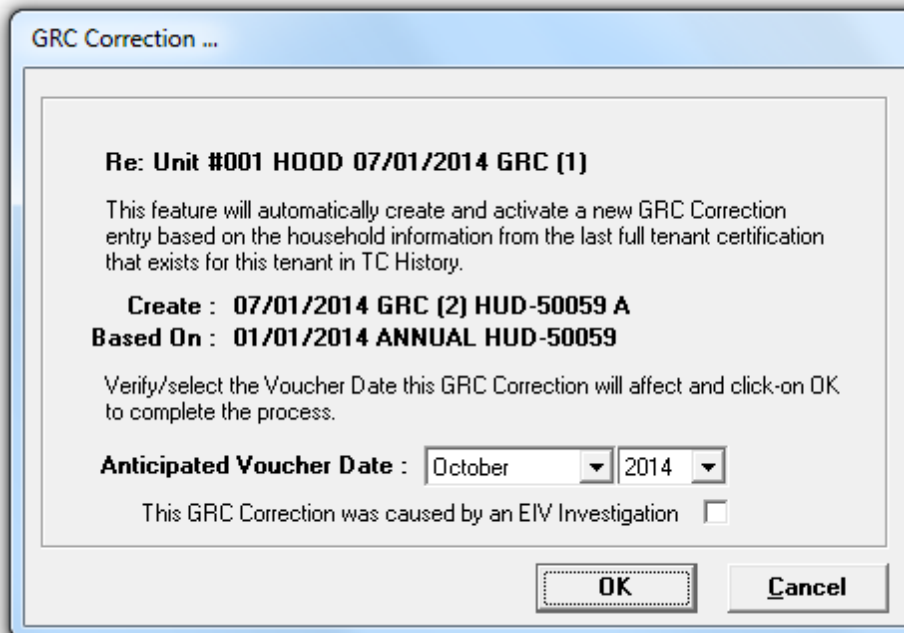 GRC Correction ...
Re: Unit #001 HOOD 07/01/2014 GRC (1)
This feature will automatically create and activate a new GRC Correction
entry based on the household information from the last full tenant certification
that exists for this tenant in TC History.
Create : 07/01/2014 GRC (2) HUD-50059 A
Based On : 01/01/2014 ANNUAL HUD-50059
Verify/select the Voucher Date this GRC Correction will affect and click-on OK
to complete the process.
Anticipated Voucher Date : October 2014
This GRC Correction was caused by an EIV Investigation
OK Cancel